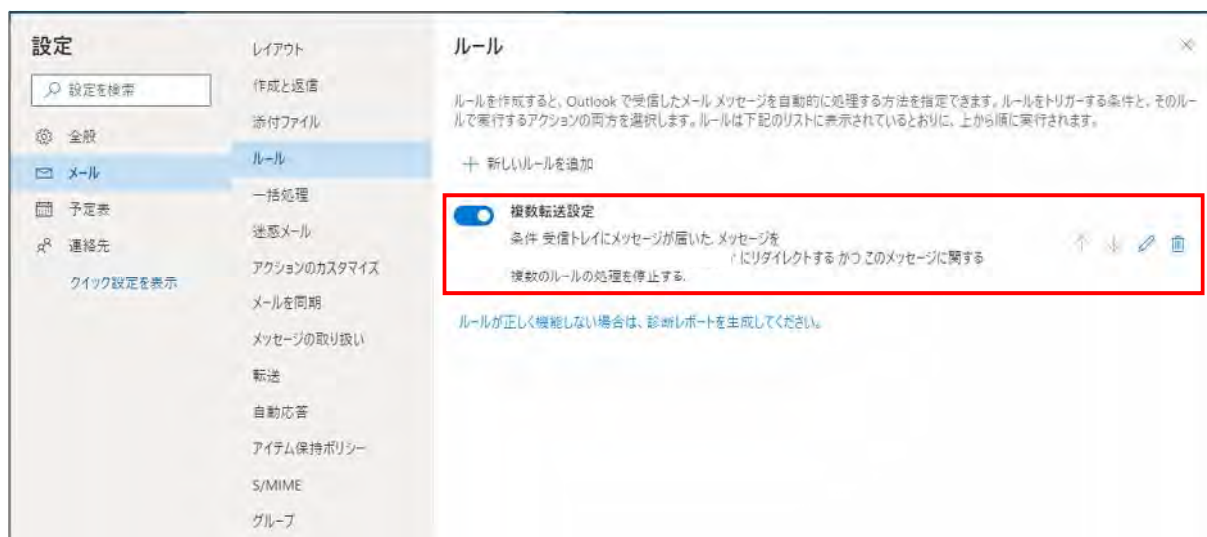 設定
設定を検索
全般
メール
予定表
連絡先
クイック設定を表示
レイアウト
作成と返信
添付ファイル
ルール
一括処理
迷惑メール
アクションのカスタマイズ
メールを同期
メッセージの取り扱い
転送
自動応答
アイテム保持ポリシー
S/MIME
グループ
ルール
ルールを作成すると、Outlook で受信したメール メッセージを自動的に処理する方法を指定できます。ルールをトリガーする条件と、そのルー
ルで実行するアクションの両方を選択します。ルールは下記のリストに表示されているとおりに、上から順に実行されます。
新しいルールを追加
複数転送設定
条件 受信トレイにメッセージが届いた, メッセージを
にリダイレクトする かつ このメッセージに関する
複数のルールの処理を停止する.
ルールが正しく機能しない場合は、診断レポートを生成してください。